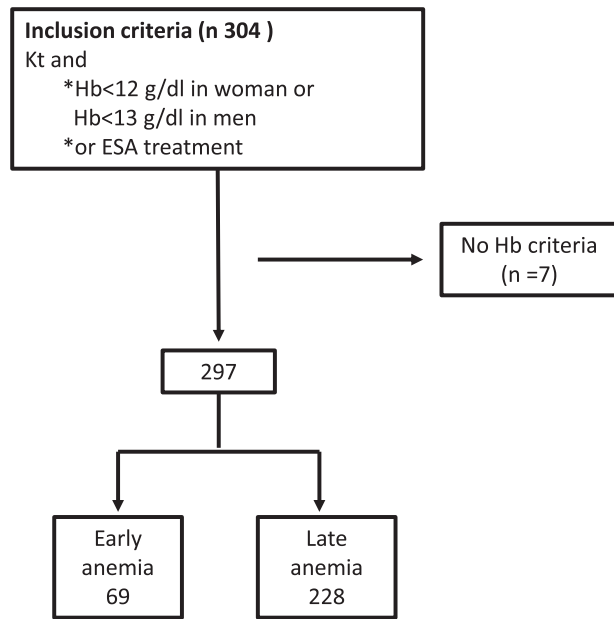 Inclusion criteria (n 304 )
Kt and
*Hb<12 g/dl in woman or
Hb<13 g/dl in men
*or ESA treatment
No Hb criteria
(n =7)
297
Early
anemia
69
Late
anemia
228